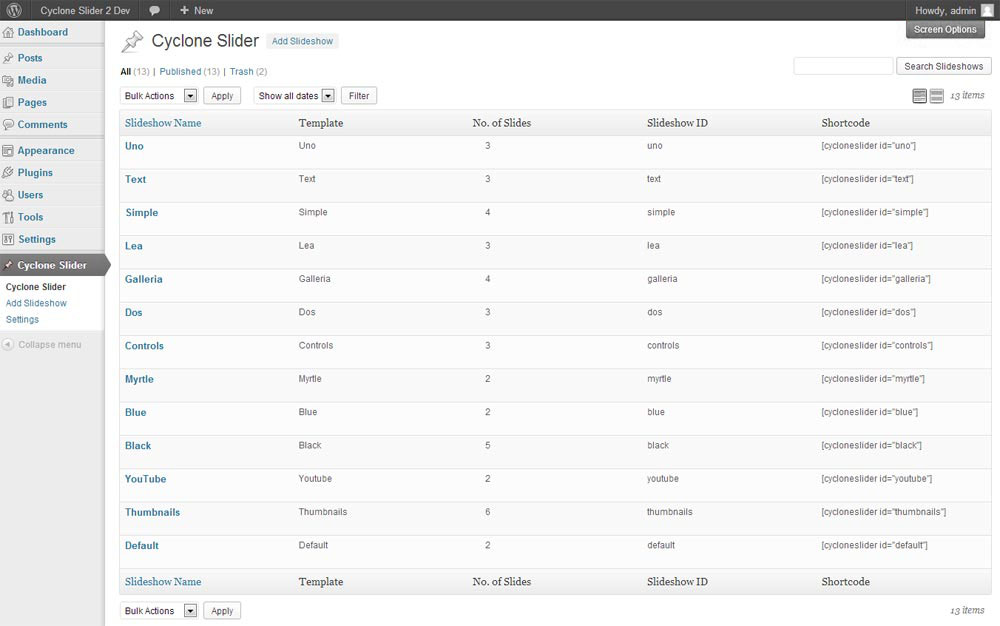 Cyclone Slider 2 Dev + New Howdy, admin
Screen Options
Dashboard
Posts
Media
Pages
Comments
Appearance
Plugins
Users
Tools
Settings
Cyclone Slider
Cyclone Slider
Add Slideshow
Settings
Collapse menu
Cyclone Slider Add Slideshow
All (13) | Published (13) | Trash (2)
Search Slideshows
Bulk Actions Apply Show all dates Filter 13 items
Slideshow Name Template No. of Slides Slideshow ID Shortcode
Uno Uno 3 uno [cycloneslider id="uno"]
Text Text 3 text [cycloneslider id="text"]
Simple Simple 4 simple [cycloneslider id="simple"]
Lea Lea 3 lea [cycloneslider id="lea"]
Galleria Galleria 4 galleria [cycloneslider id="galleria"]
Dos Dos 3 dos [cycloneslider id="dos"]
Controls Controls 3 controls [cycloneslider id="controls"]
Myrtle Myrtle 2 myrtle [cycloneslider id="myrtle"]
Blue Blue 2 blue [cycloneslider id="blue"]
Black Black 5 black [cycloneslider id="black"]
YouTube Youtube 2 youtube [cycloneslider id="youtube"]
Thumbnails Thumbnails 6 thumbnails [cycloneslider id="thumbnails"]
Default Default 2 default [cycloneslider id="default"]
Slideshow Name Template No. of Slides Slideshow ID Shortcode
Bulk Actions Apply 13 items